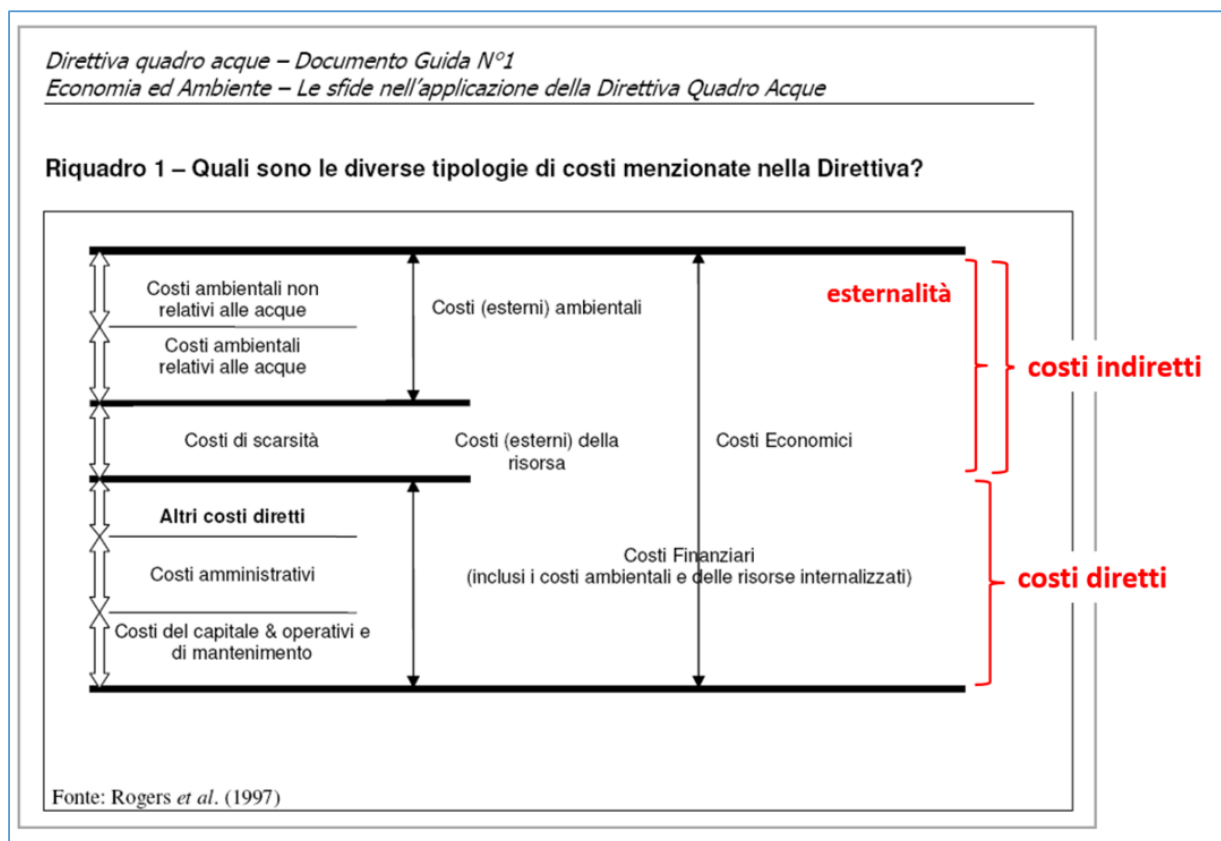 Direttiva quadro acque – Documento Guida N°1
Economia ed Ambiente – Le sfide nell'applicazione della Direttiva Quadro Acque
Riquadro 1 – Quali sono le diverse tipologie di costi menzionate nella Direttiva?
Costi ambientali non
relativi alle acque
Costi ambientali
relativi alle acque
Costi (esterni) ambientali
esternalità
costi indiretti
Costi di scarsità
Costi (esterni) della
risorsa
Costi Economici
Altri costi diretti
Costi amministrativi
Costi del capitale & operativi e
di mantenimento
Costi Finanziari
(inclusi i costi ambientali e delle risorse internalizzati)
costi diretti
Fonte: Rogers et al. (1997)